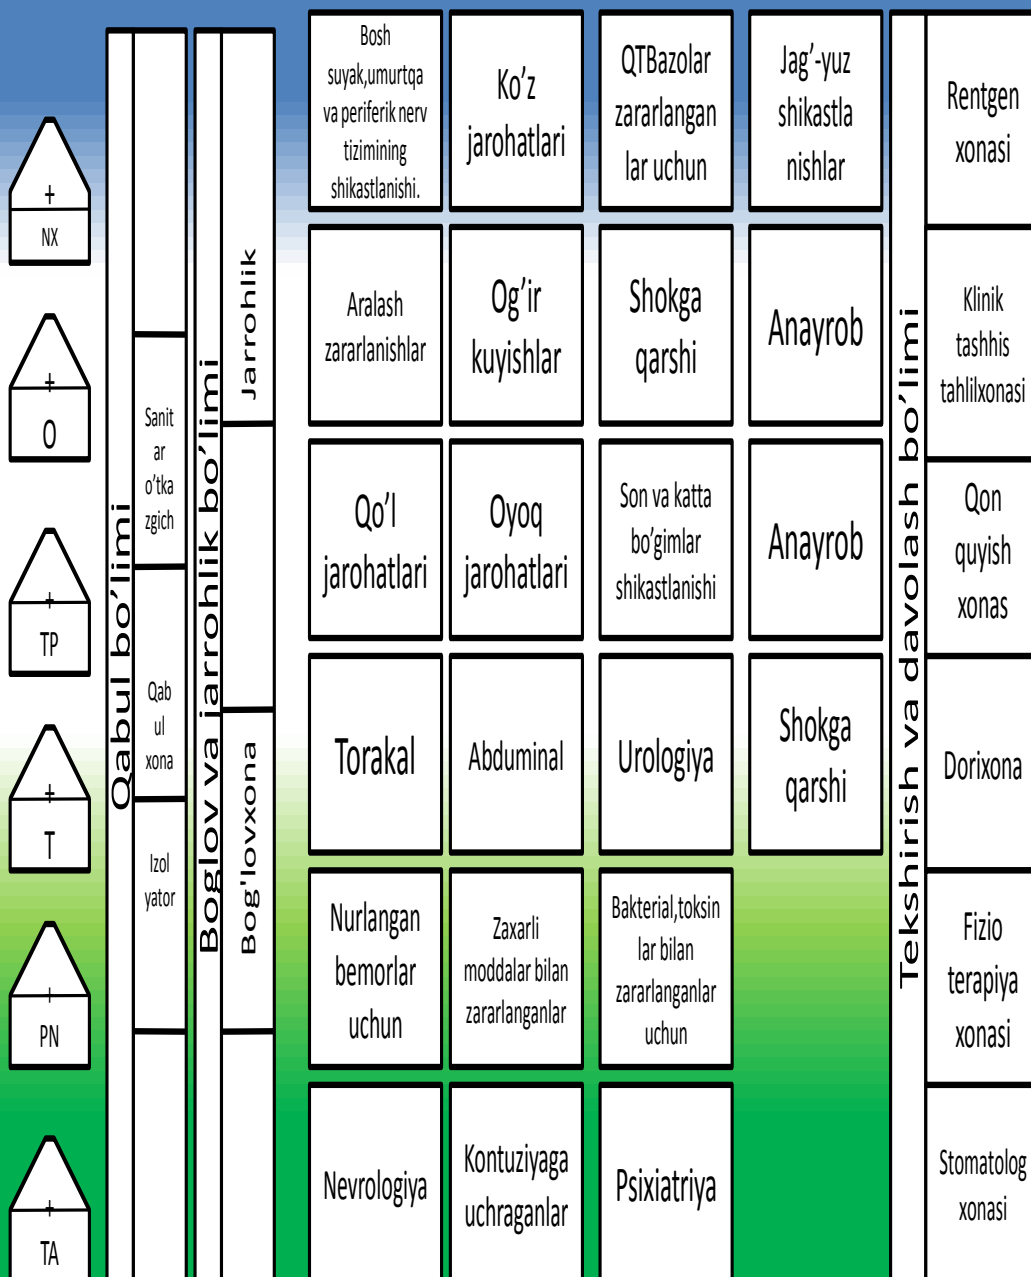 +
NX
+
O
+
TP
+
T
+
PN
+
TA
Qabul bo’limi
Sanit
ar
o’tka
zgich
Qab
ul
xona
Izol
yator
Boglov va jarrohlik bo’limi
Jarrohlik
Bog'lovxona
Bosh
suyak,umurtqa
va periferik nerv
tizimining
shikastlanishi.
Ko’z
jarohatlari
QTBazolar
zararlangan
lar uchun
Jag’-yuz
shikastla
nishlar
Aralash
zararlanishlar
Og’ir
kuyishlar
Shokga
qarshi
Anayrob
Qo’l
jarohatlari
Oyoq
jarohatlari
Son va katta
bo’gimlar
shikastlanishi
Anayrob
Torakal
Abduminal
Urologiya
Shokga
qarshi
Nurlangan
bemorlar
uchun
Zaxarli
moddalar bilan
zararlanganlar
Bakterial,toksin
lar bilan
zararlanganlar
uchun
Nevrologiya
Kontuziyaga
uchraganlar
Psixiatriya
Tekshirish va davolash bo’limi
Rentgen
xonasi
Klinik
tashhis
tahlilxonasi
Qon
quyish
xonas
Dorixona
Fizio
terapiya
xonasi
Stomatolog
xonasi